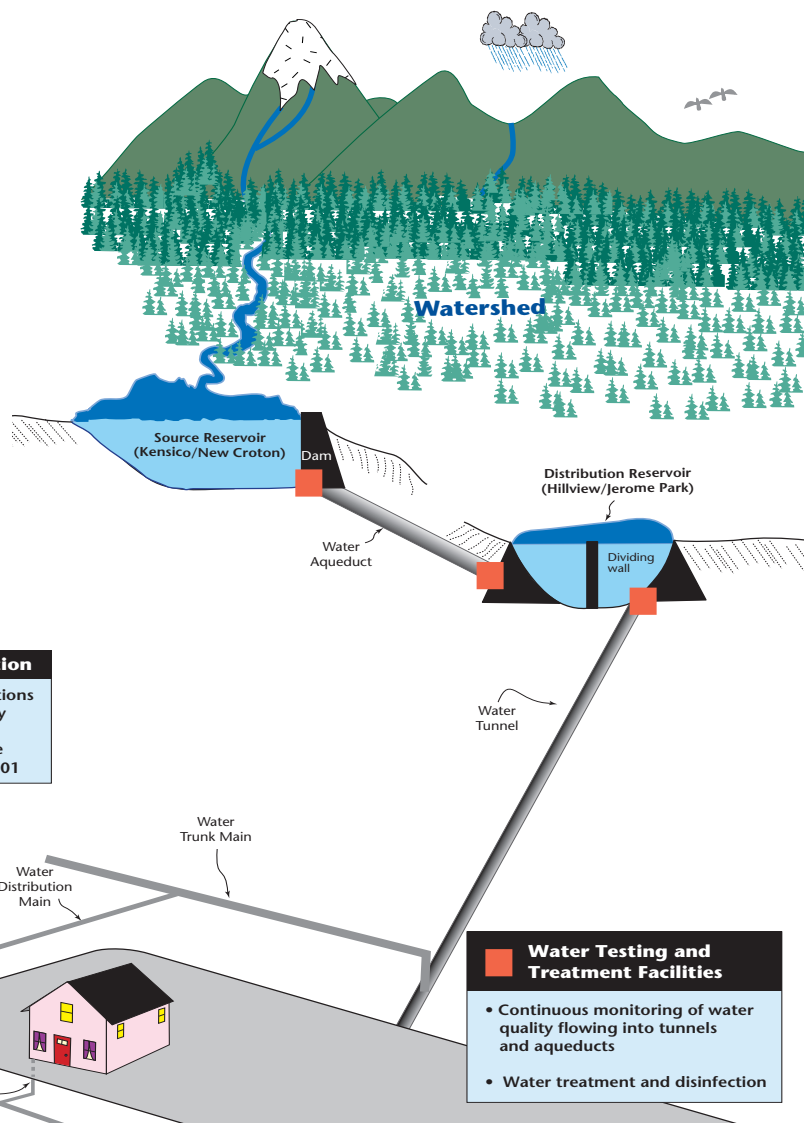 Watershed
Source Reservoir
(Kensico/New Croton)
Dam
Distribution Reservoir
(Hillview/Jerome Park)
Water
Aqueduct
Dividing
wall
tion
tions
y
e
01
Water
Tunnel
Water
Trunk Main
Water
Distribution
Main
Water Testing and
Treatment Facilities
• Continuous monitoring of water
quality flowing into tunnels
and aqueducts
• Water treatment and disinfection